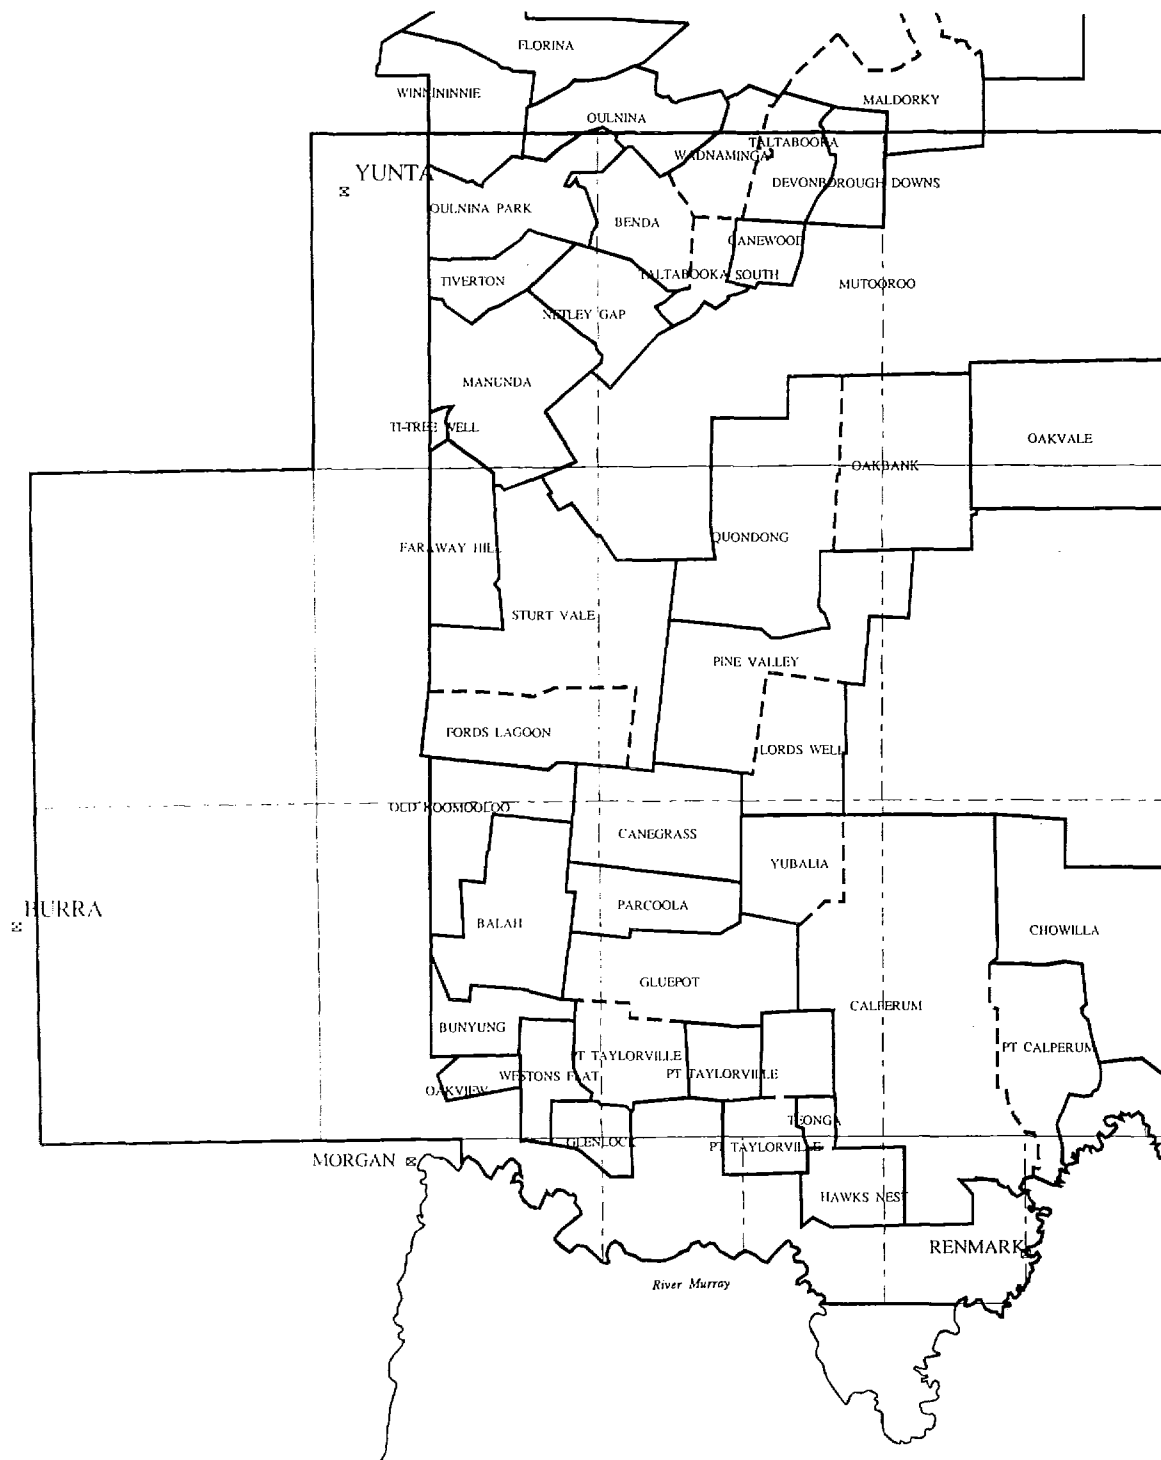 FLORINA
WINNININNIE
MALDORKY
OULNINA
TALTABOOKA
WADNAMINGA
YUNTA
DEVONBOROUGH DOWNS
OULNINA PARK
BENDA
CANEWOOD
TIVERTON
TALTABOOKA SOUTH
MUTOOROO
NETLEY GAP
MANUNDA
TI-TREE WELL
OAKVALE
OAKBANK
QUONDONG
FARAWAY HILL
STURT VALE
PINE VALLEY
FORDS LAGOON
LORDS WELL
OLD KOOMOOLOO
CANEGRASS
YUBALIA
BURRA
PARCOOLA
BALAH
CHOWILLA
GLUEPOT
CALPERUM
BUNYUNG
PT CALPERUM
PT TAYLORVILLE
WESTONS FLAT
PT TAYLORVILLE
OAKVIEW
TEONGA
GLENLOCK
PT TAYLORVILLE
MORGAN
HAWKS NEST
RENMARK
River Murray